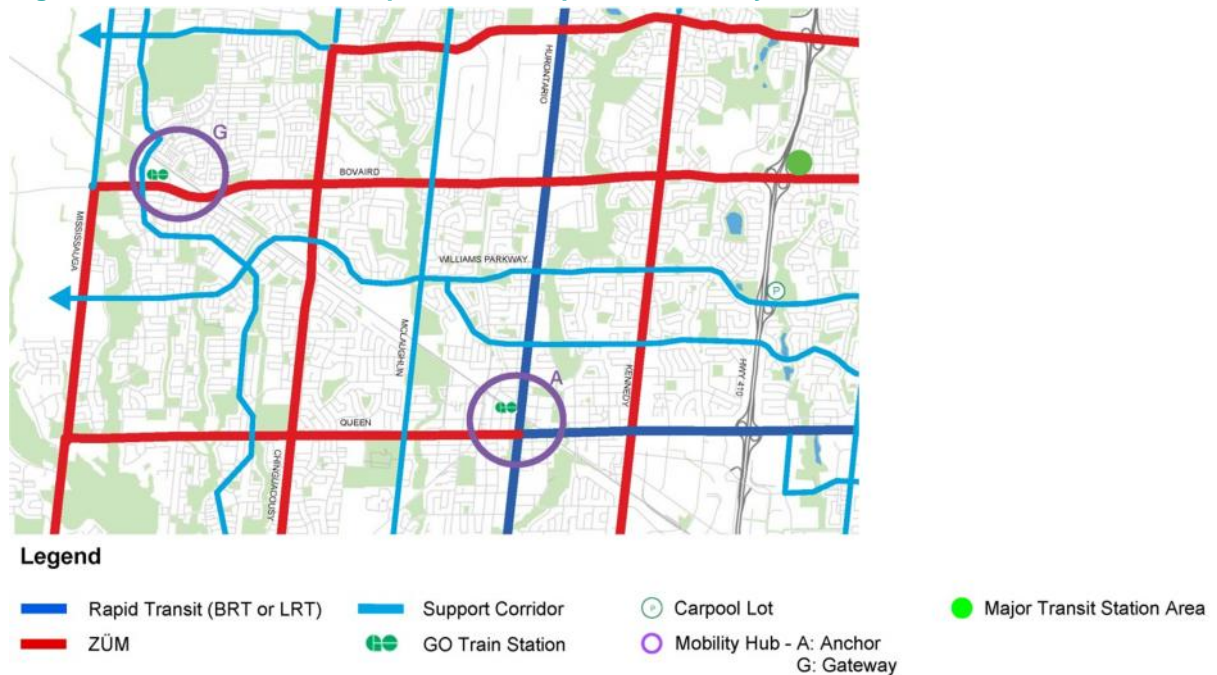 HURONTARIO
G
BOVAIRD
MISSISSAUGA
WILLIAMS PARKWAY
MCLAUGHLIN
P
HWY 410
KENNEDY
A
QUEEN
CHINGUACOUSY
Legend
Rapid Transit (BRT or LRT)
Support Corridor
P Carpool Lot
Major Transit Station Area
ZÜM
GO GO Train Station
Mobility Hub - A: Anchor
G: Gateway